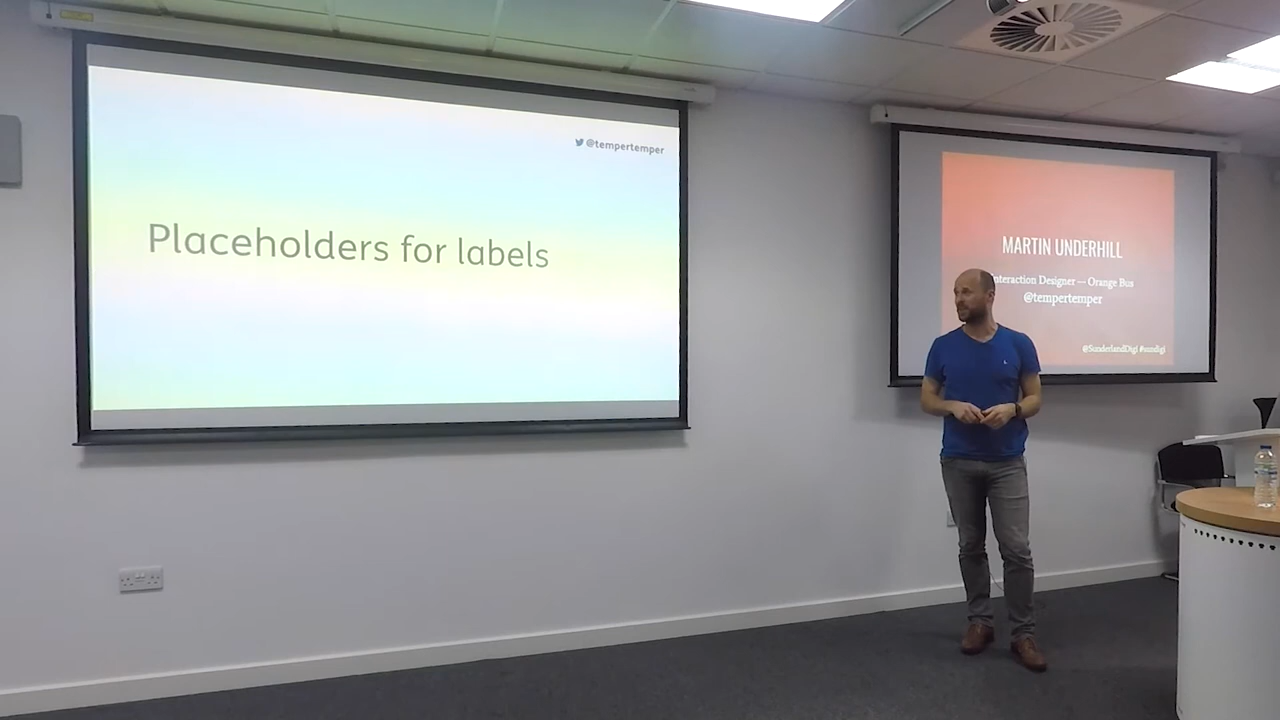 @tempertemper
Placeholders for labels
MARTIN UNDERHILL
Interaction Designer — Orange Bus
@tempertemper
@SunderlandDigi #sundigi